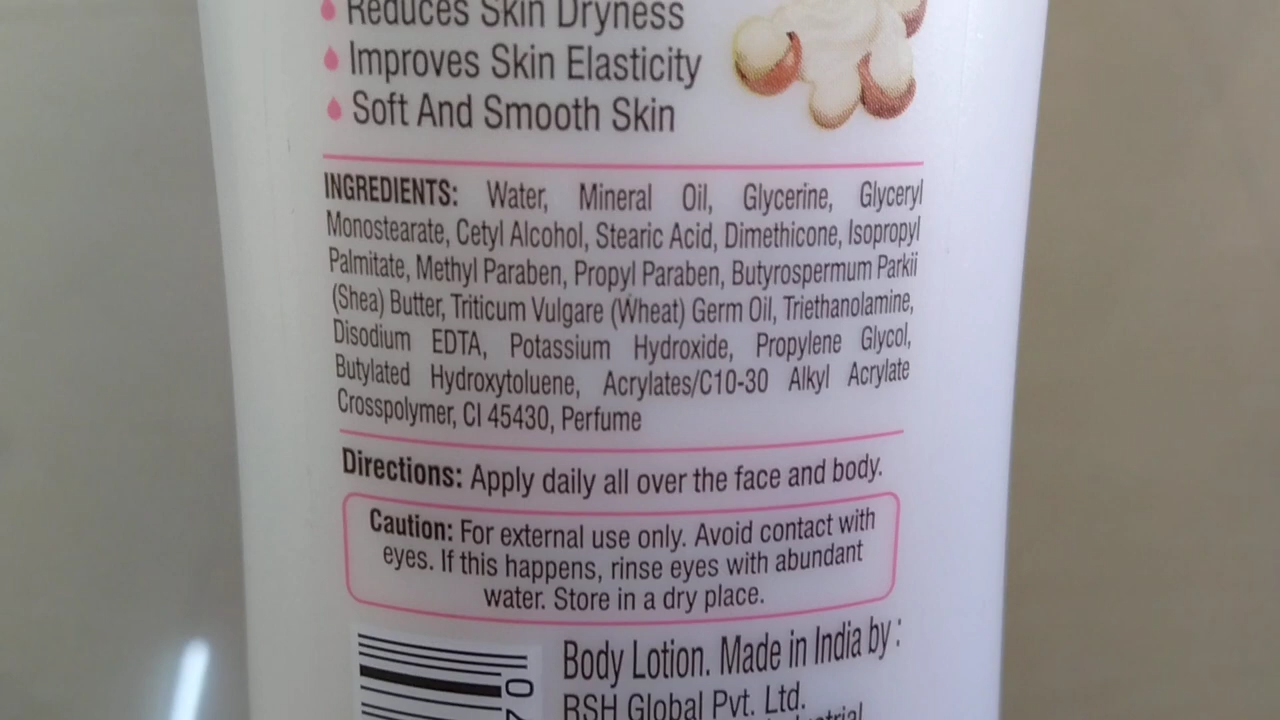 Reduces Skin Dryness
Improves Skin Elasticity
Soft And Smooth Skin
INGREDIENTS: Water, Mineral Oil, Glycerine, Glyceryl
Monostearate, Cetyl Alcohol, Stearic Acid, Dimethicone, Isopropyl
Palmitate, Methyl Paraben, Propyl Paraben, Butyrospermum Parkii
(Shea) Butter, Triticum Vulgare (Wheat) Germ Oil, Triethanolamine,
Disodium EDTA, Potassium Hydroxide, Propylene Glycol,
Butylated Hydroxytoluene, Acrylates/C10-30 Alkyl Acrylate
Crosspolymer, CI 45430, Perfume
Directions: Apply daily all over the face and body.
Caution: For external use only. Avoid contact with
eyes. If this happens, rinse eyes with abundant
water. Store in a dry place.
Body Lotion. Made in India by :
RSH Global Pvt. Ltd.